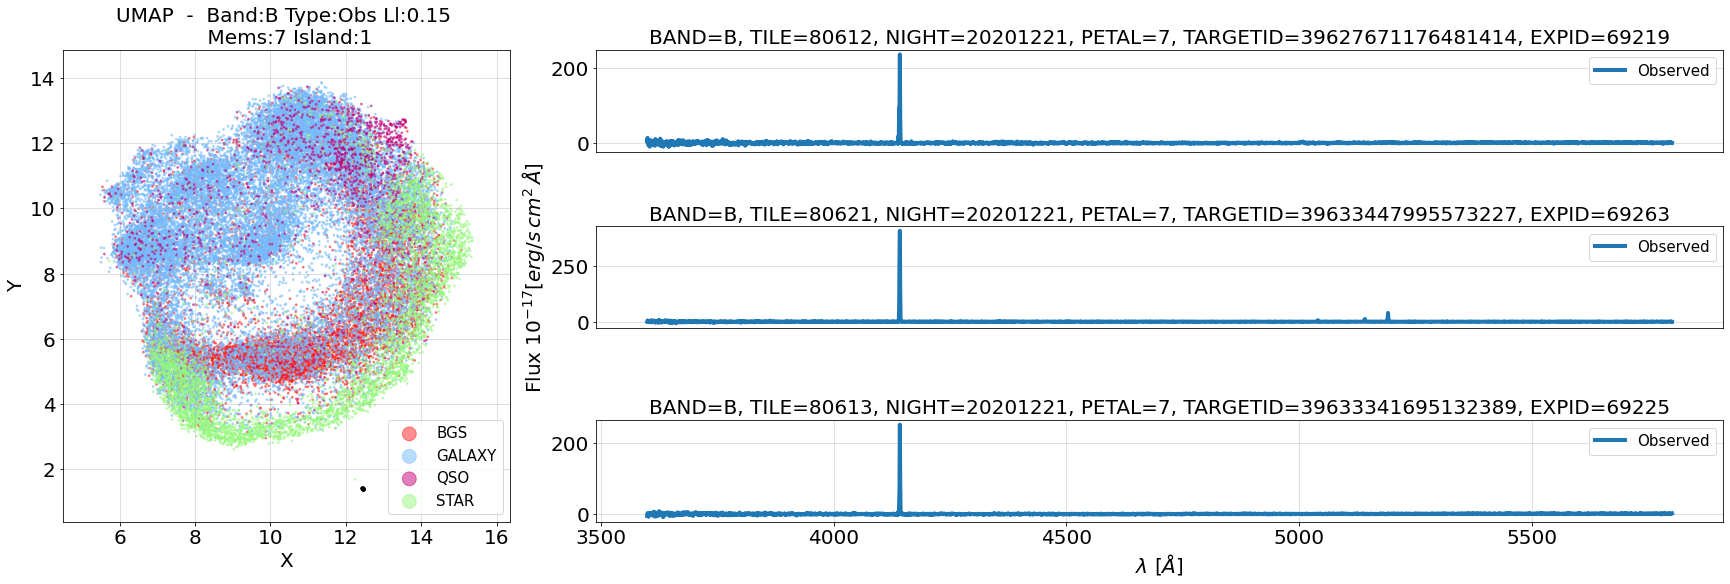 UMAP - Band:B Type:Obs Ll:0.15
Mems:7 Island:1
14
12
10
8
6
4
2
Y
6
8
10
12
14
16
X
BGS
GALAXY
QSO
STAR
Flux 10^{-17}[erg/s cm^2 Å]
BAND=B, TILE=80612, NIGHT=20201221, PETAL=7, TARGETID=39627671176481414, EXPID=69219
200
0
Observed
BAND=B, TILE=80621, NIGHT=20201221, PETAL=7, TARGETID=39633447995573227, EXPID=69263
250
0
Observed
BAND=B, TILE=80613, NIGHT=20201221, PETAL=7, TARGETID=39633341695132389, EXPID=69225
200
0
Observed
3500
4000
4500
5000
5500
λ [Å]